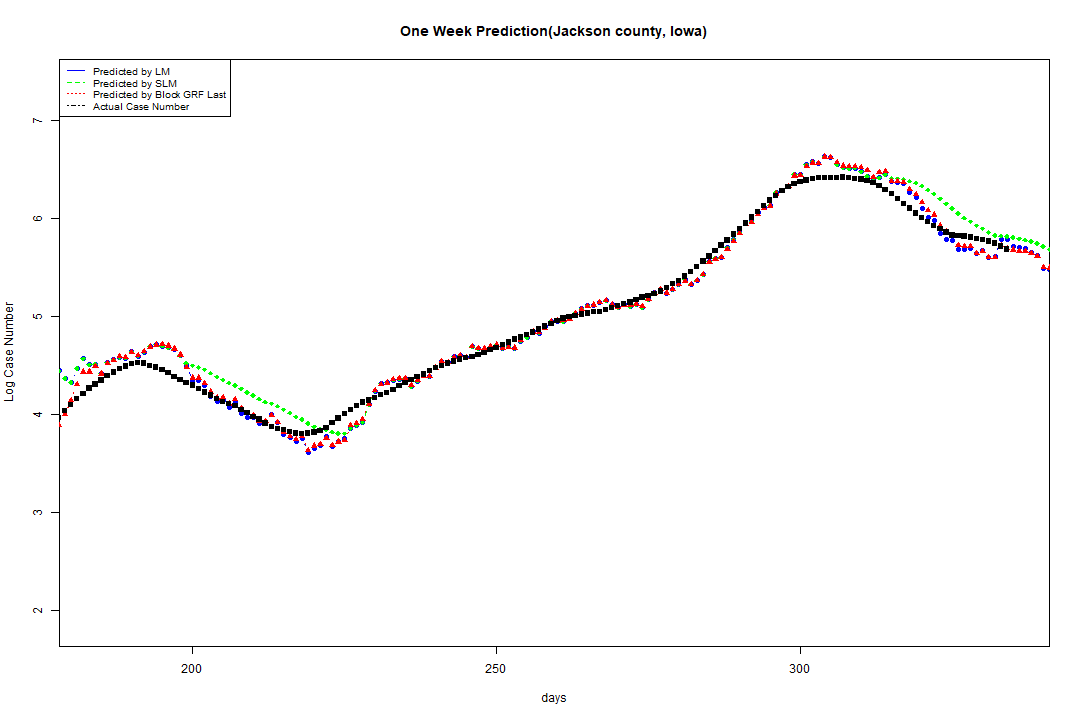 One Week Prediction(Jackson county, Iowa)
Predicted by LM
Predicted by SLM
Predicted by Block GRF Last
Actual Case Number
7
6
5
4
3
2
Log Case Number
200 250 300
days